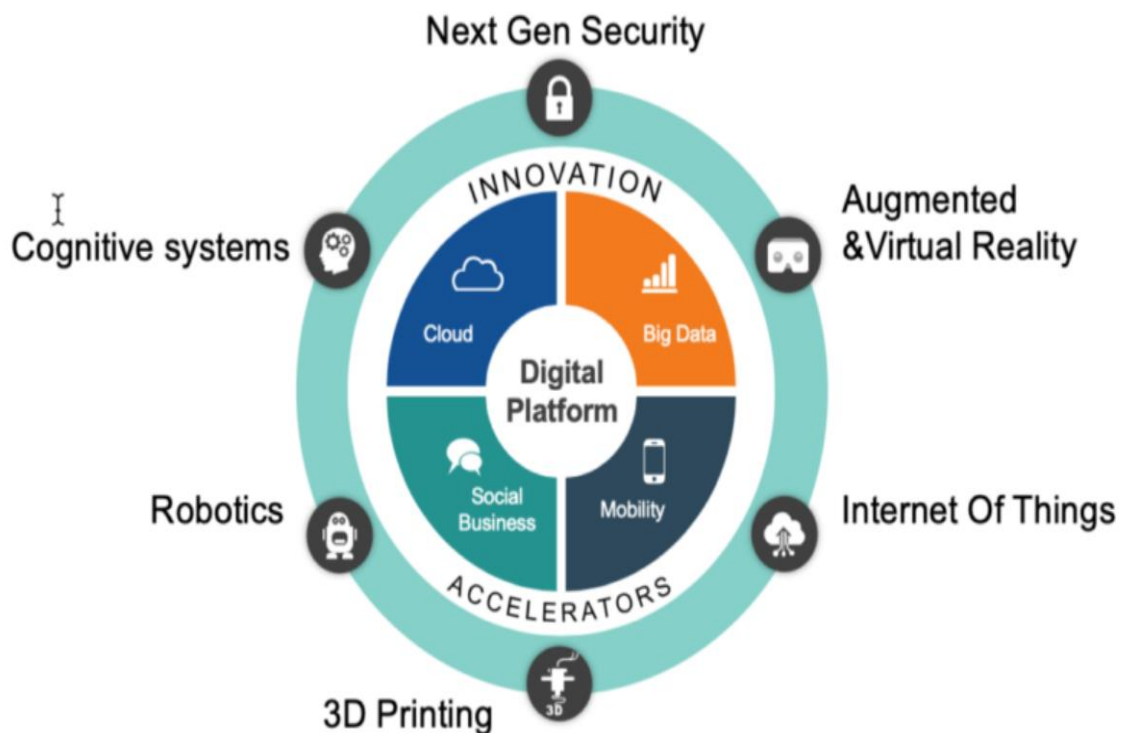 Next Gen Security
INNOVATION
Augmented
&Virtual Reality
Cognitive systems
Cloud
Big Data
Digital
Platform
Social
Business
Mobility
Robotics
Internet Of Things
ACCELERATORS
3D
3D Printing